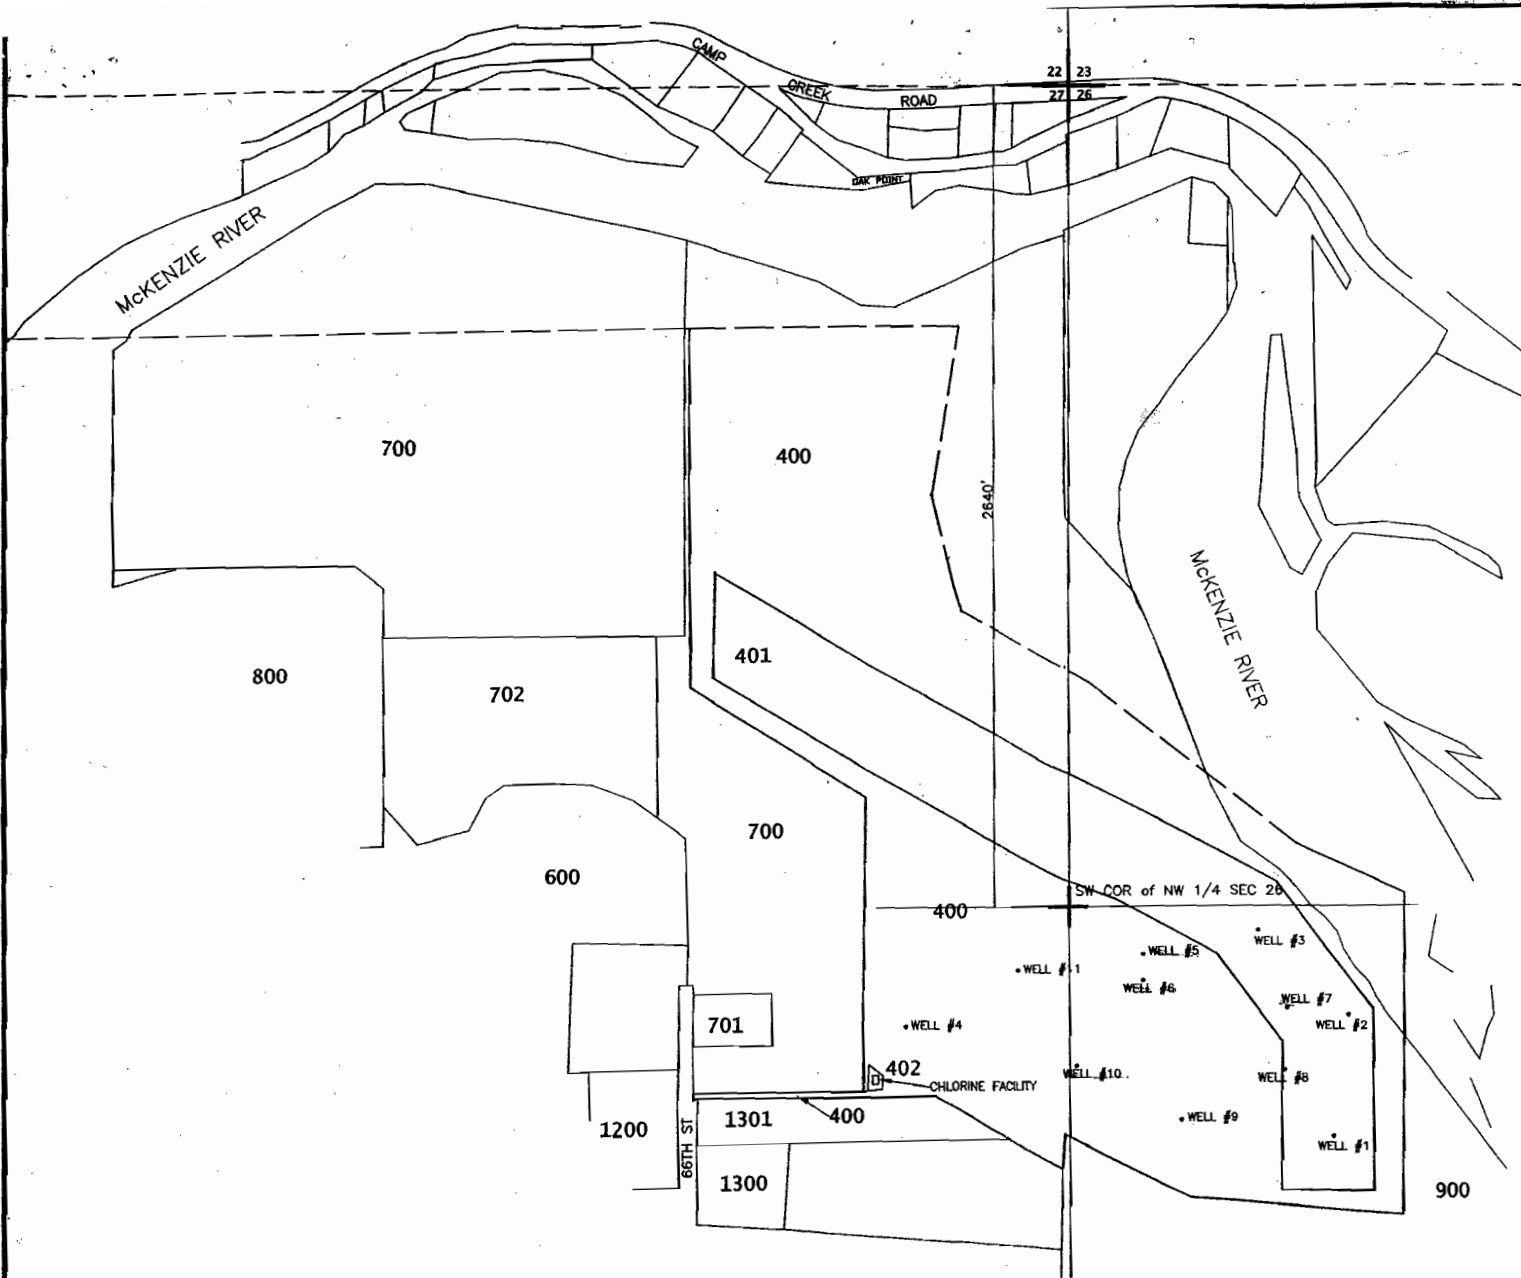 22 23
27 26
CAMP
CREEK
ROAD
OAK POINT
McKENZIE RIVER
700
400
2640'
McKENZIE RIVER
401
800
702
700
600
SW COR of NW 1/4 SEC 26
400
WELL #3
WELL #5
WELL #11
WELL #6
WELL #7
701
WELL #4
WELL #2
402
WELL #10
WELL #8
CHLORINE FACILITY
1301
400
WELL #9
1200
66TH ST
WELL #1
1300
900